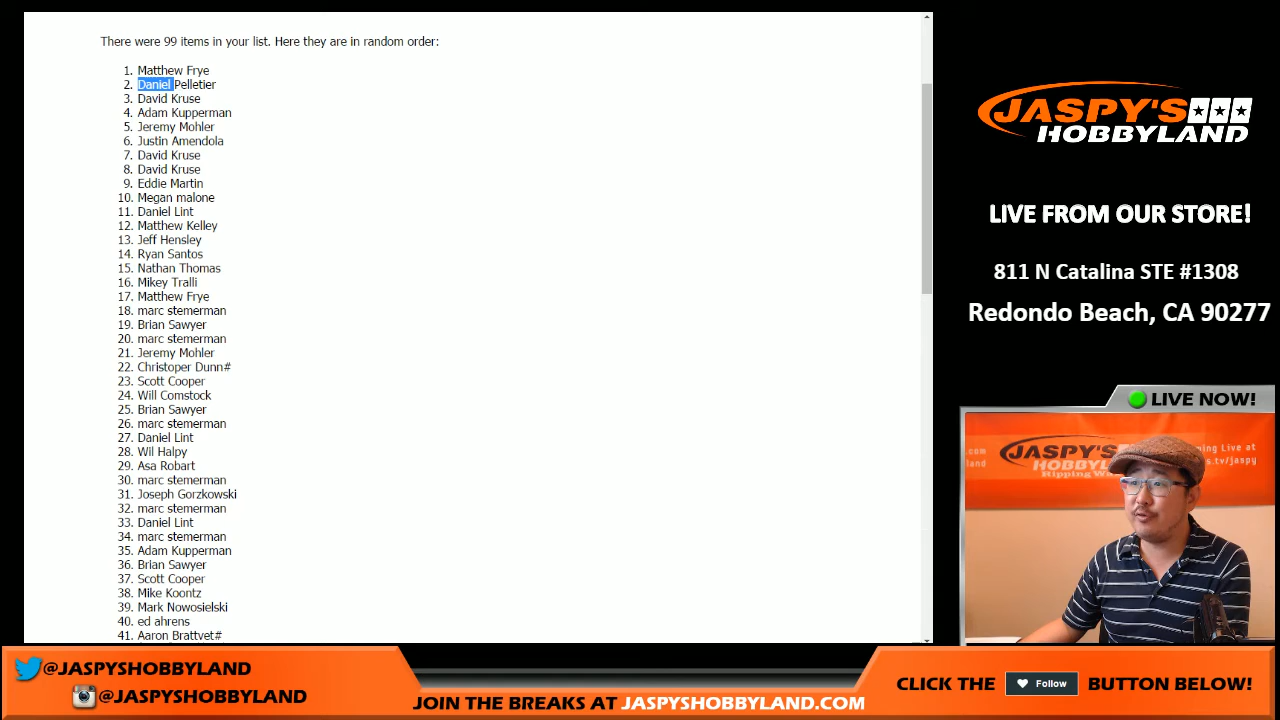 There were 99 items in your list. Here they are in random order:
1. Matthew Frye
2. Daniel Pelletier
3. David Kruse
4. Adam Kupperman
5. Jeremy Mohler
6. Justin Amendola
7. David Kruse
8. David Kruse
9. Eddie Martin
10. Megan malone
11. Daniel Lint
12. Matthew Kelley
13. Jeff Hensley
14. Ryan Santos
15. Nathan Thomas
16. Mikey Tralli
17. Matthew Frye
18. marc stemerman
19. Brian Sawyer
20. marc stemerman
21. Jeremy Mohler
22. Christoper Dunn#
23. Scott Cooper
24. Will Comstock
25. Brian Sawyer
26. marc stemerman
27. Daniel Lint
28. Wil Halpy
29. Asa Robart
30. marc stemerman
31. Joseph Gorzkowski
32. marc stemerman
33. Daniel Lint
34. marc stemerman
35. Adam Kupperman
36. Brian Sawyer
37. Scott Cooper
38. Mike Koontz
39. Mark Nowosielski
40. ed ahrens
41. Aaron Brattvet#
JASPY'S
HOBBYLAND
LIVE FROM OUR STORE!
811 N Catalina STE #1308
Redondo Beach, CA 90277
LIVE NOW!
JASPY'S
HOBBYLAND
@JASPYSHOBBYLAND
@JASPYSHOBBYLAND
JOIN THE BREAKS AT JASPYSHOBBYLAND.COM
CLICK THE Follow BUTTON BELOW!